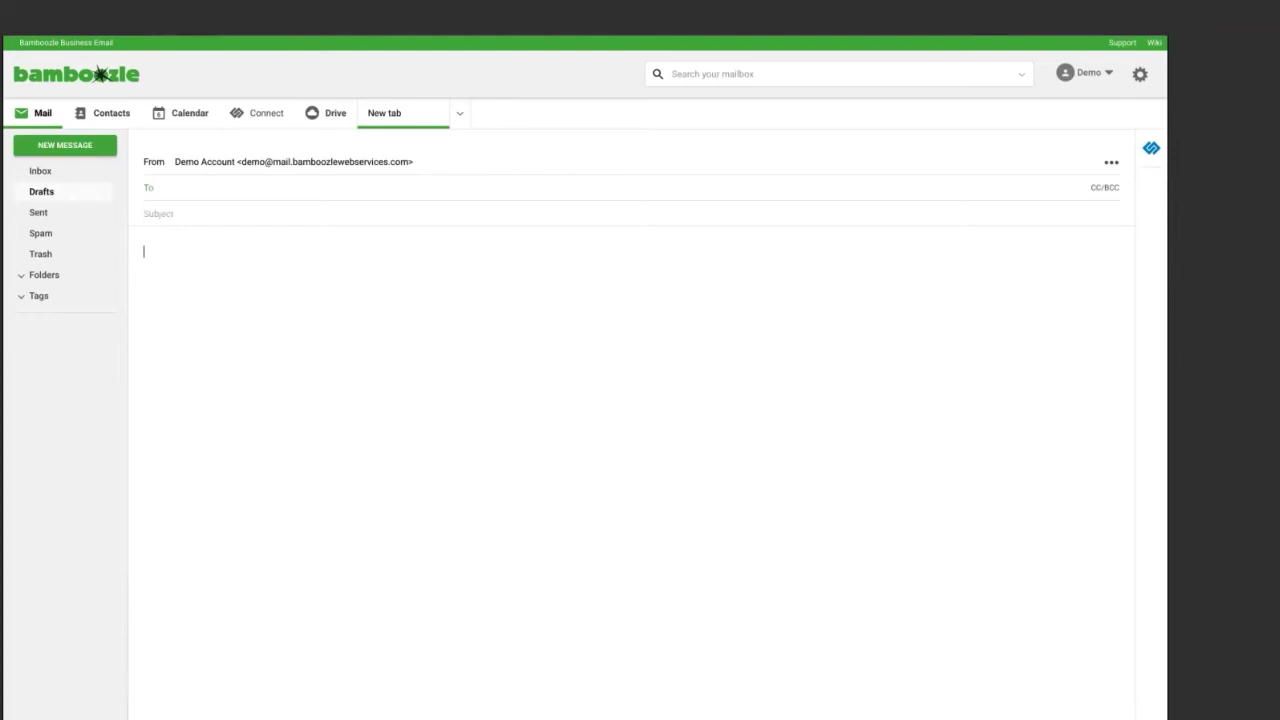 Bamboozle Business Email Support Wiki
bamboozle Search your mailbox Demo
Mail Contacts Calendar Connect Drive New tab
NEW MESSAGE
Inbox
Drafts
Sent
Spam
Trash
Folders
Tags
From Demo Account <demo@mail.bamboozlewebservices.com>
To CC/BCC
Subject